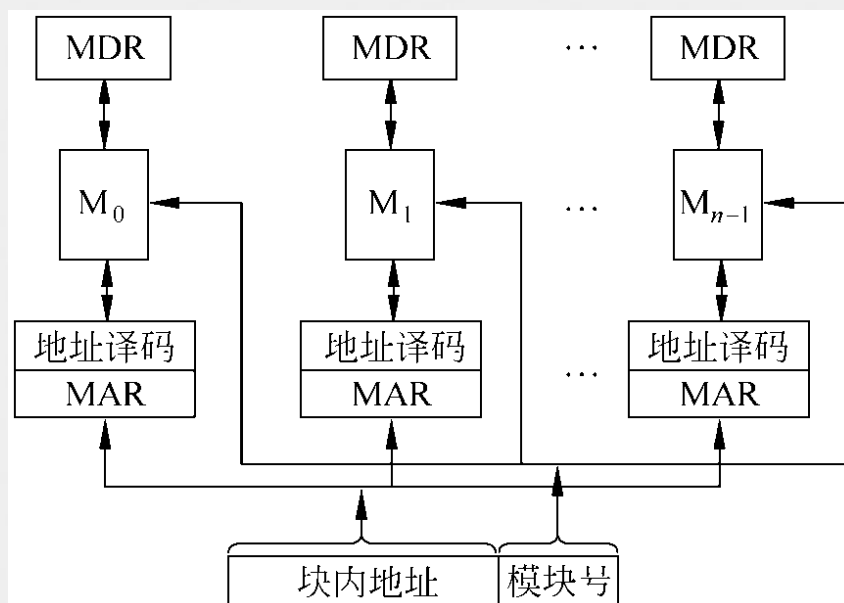 MDR MDR … MDR
M0 M1 … Mn-1
地址译码 地址译码 … 地址译码
MAR MAR MAR
块内地址 模块号